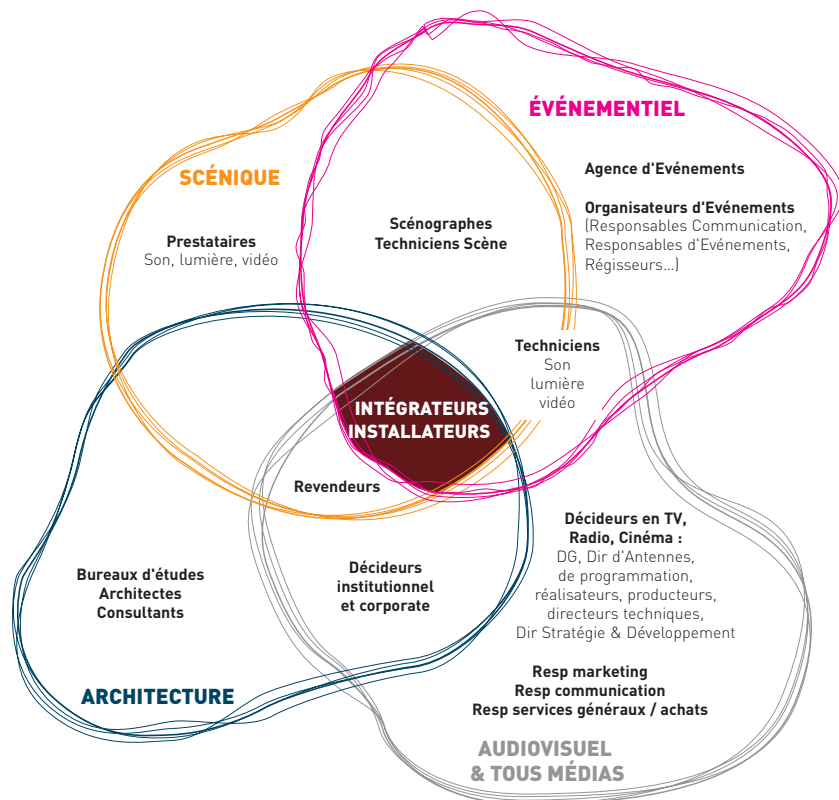 ÉVÉNEMENTIEL
Agence d'Evénements
Organisateurs d'Evénements
(Responsables Communication,
Responsables d'Evénements,
Régisseurs...)
SCÉNIQUE
Prestataires
Son, lumière, vidéo
Scénographes
Techniciens Scène
Techniciens
Son
lumière
vidéo
INTÉGRATEURS
INSTALLATEURS
Revendeurs
Décideurs
institutionnel
et corporate
Bureaux d'études
Architectes
Consultants
ARCHITECTURE
Décideurs en TV,
Radio, Cinéma :
DG, Dir d'Antennes,
de programmation,
réalisateurs, producteurs,
directeurs techniques,
Dir Stratégie & Développement
Resp marketing
Resp communication
Resp services généraux / achats
AUDIOVISUEL
& TOUS MÉDIAS